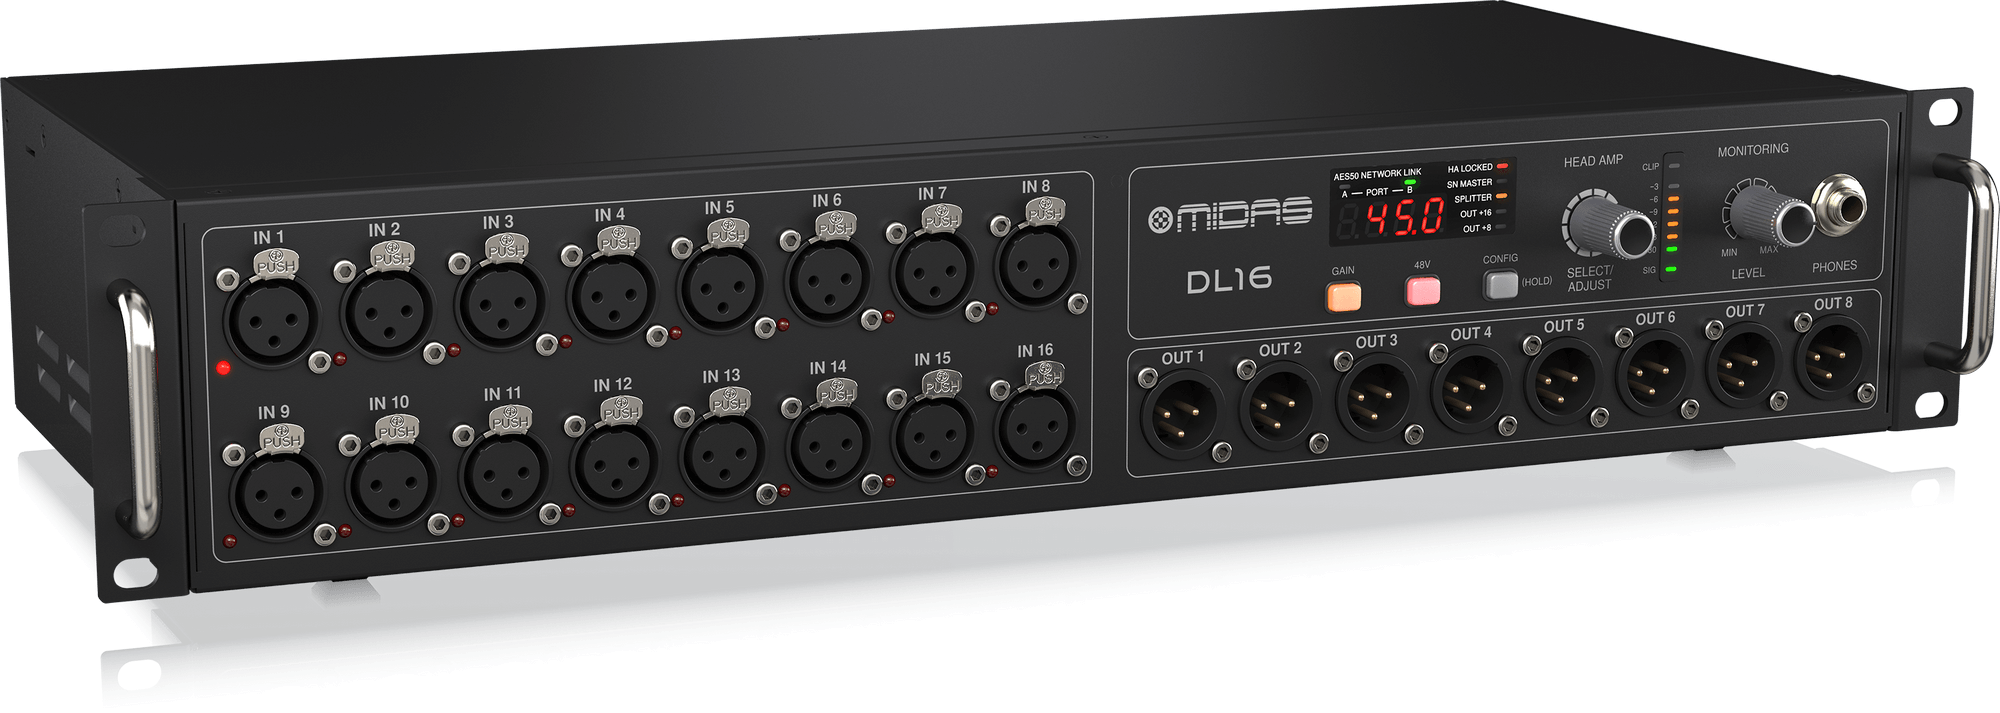 IN 1 IN 2 IN 3 IN 4 IN 5 IN 6 IN 7 IN 8
PUSH PUSH PUSH PUSH PUSH PUSH PUSH PUSH
IN 9 IN 10 IN 11 IN 12 IN 13 IN 14 IN 15 IN 16
PUSH PUSH PUSH PUSH PUSH PUSH PUSH PUSH
MIDAS
DL16
AES50 NETWORK LINK
A PORT B
45.0
HA LOCKED
SN MASTER
SPLITTER
OUT +16
OUT +8
GAIN 48V CONFIG
(HOLD)
HEAD AMP
SELECT/
ADJUST
CLIP
-3
-6
-9
SIG
MONITORING
MIN MAX
LEVEL
PHONES
OUT 1 OUT 2 OUT 3 OUT 4 OUT 5 OUT 6 OUT 7 OUT 8